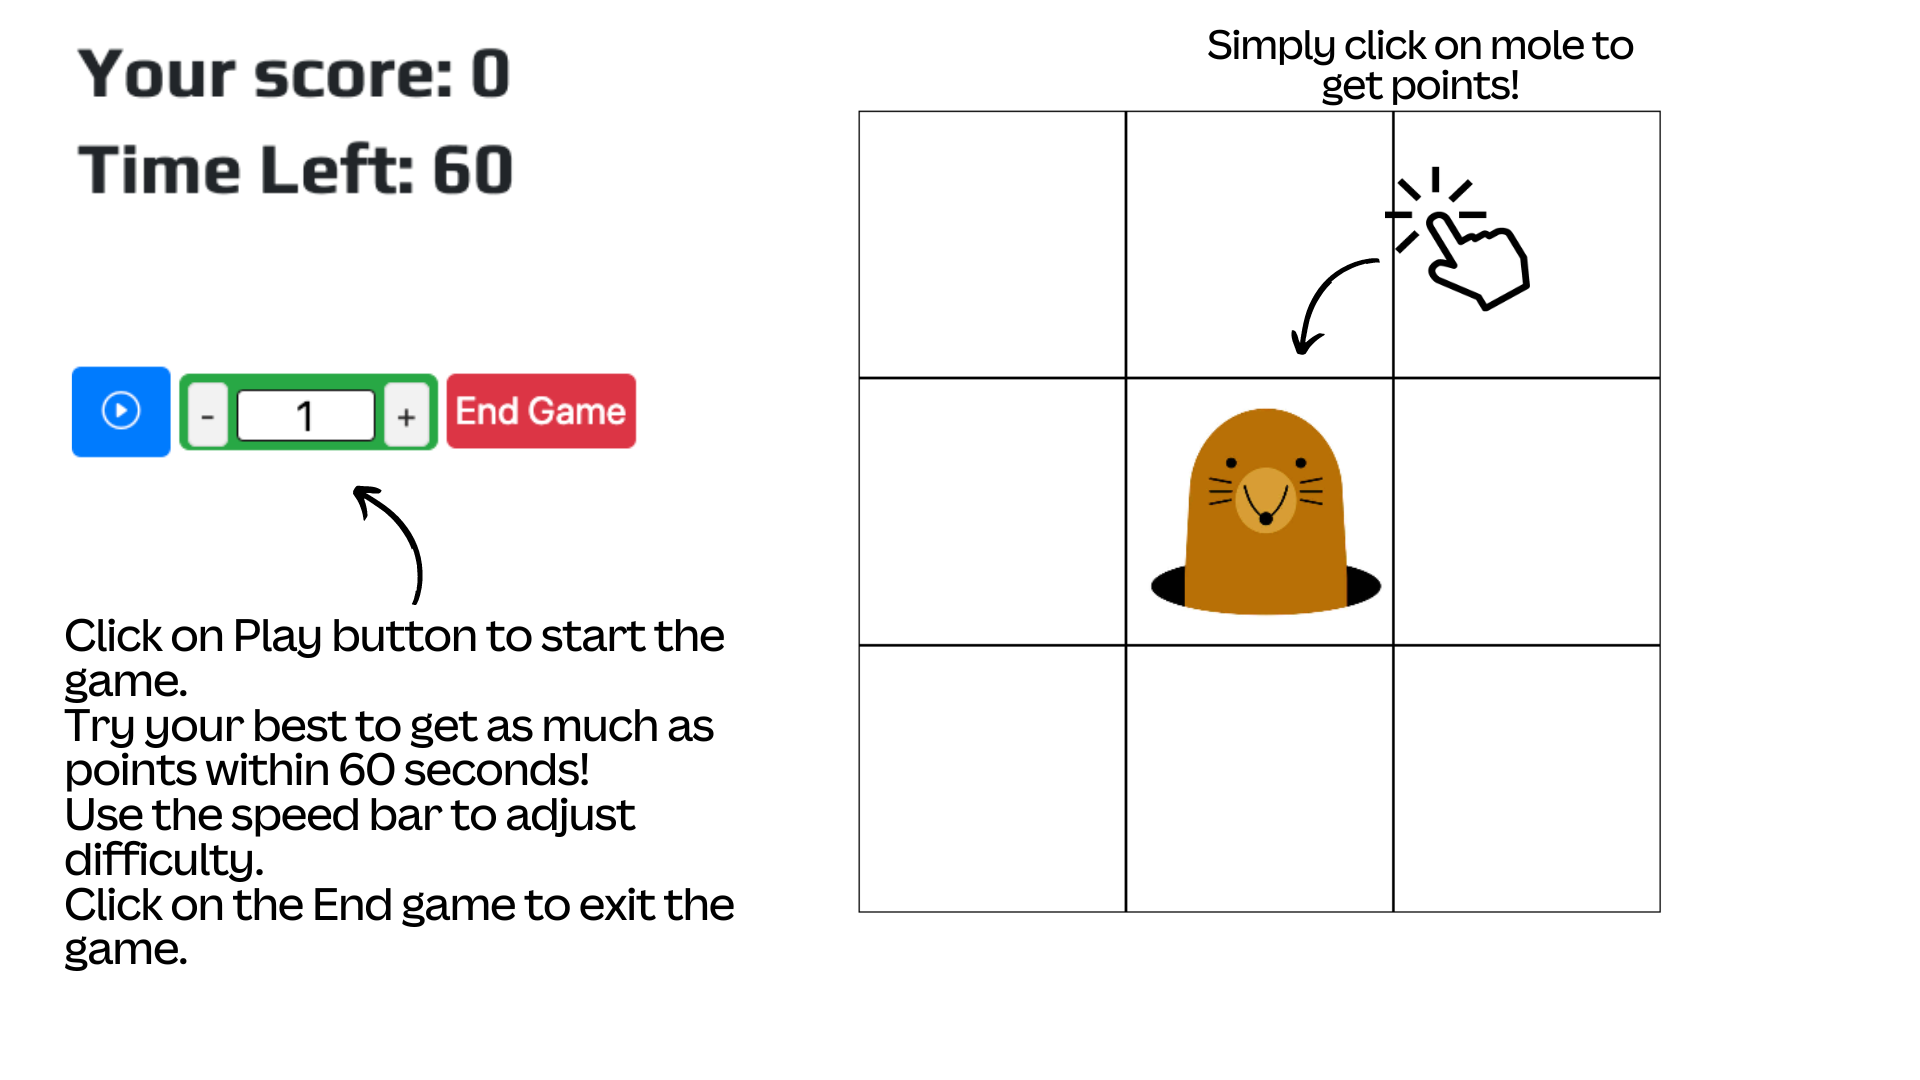 Your score: 0
Time Left: 60
- 1 + End Game
Click on Play button to start the
game.
Try your best to get as much as
points within 60 seconds!
Use the speed bar to adjust
difficulty.
Click on the End game to exit the
game.
Simply click on mole to
get points!